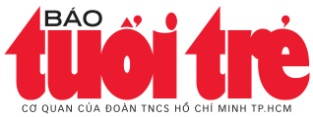 BÁO
tuổi trẻ
CƠ QUAN CỦA ĐOÀN TNCS HỒ CHÍ MINH TP.HCM